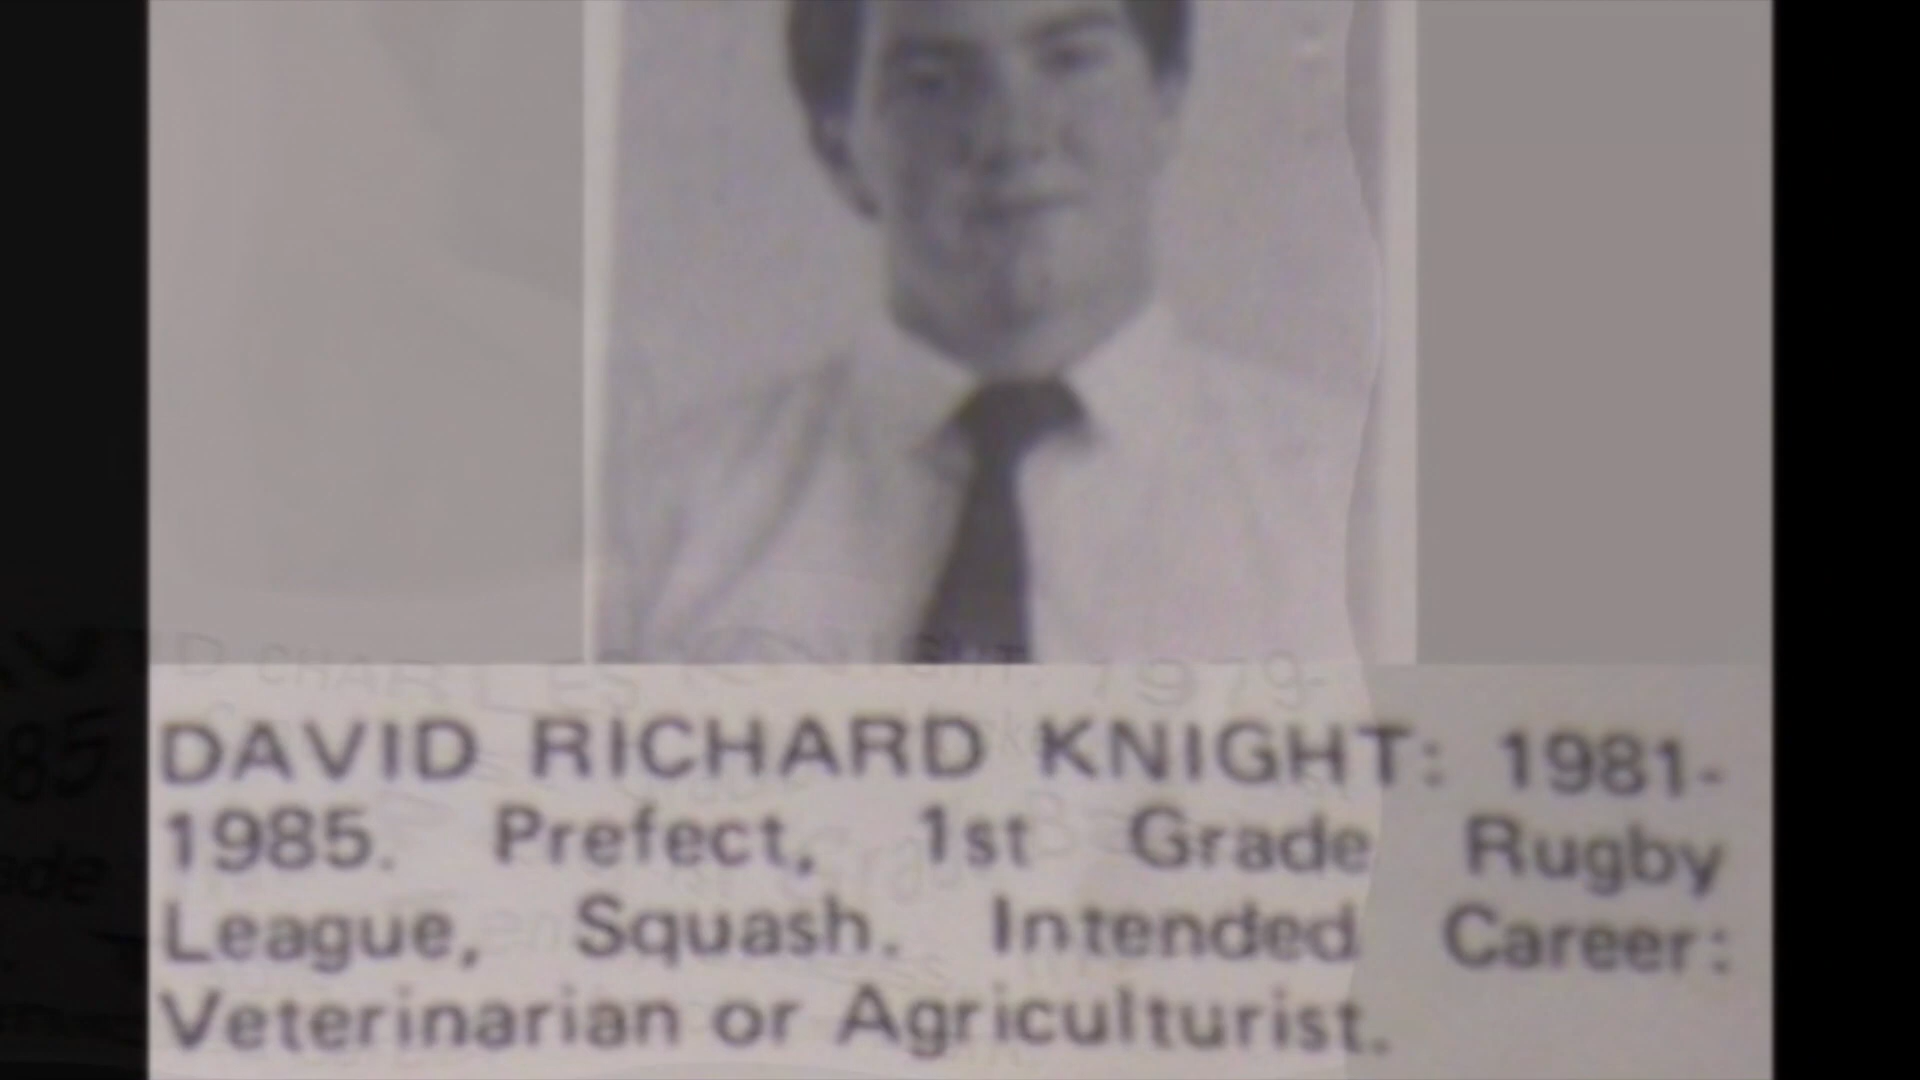 DAVID RICHARD KNIGHT: 1981-
1985. Prefect, 1st Grade Rugby
League, Squash. Intended Career:
Veterinarian or Agriculturist.